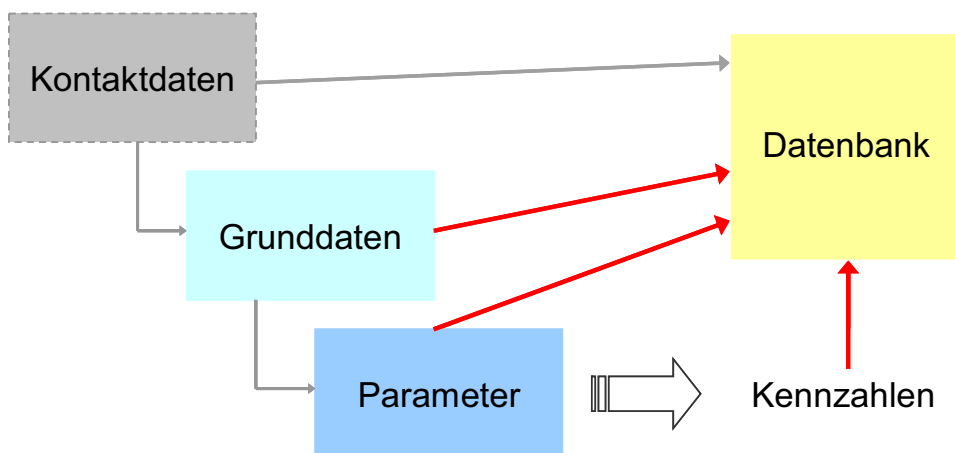 Kontaktdaten
Datenbank
Grunddaten
Parameter
Kennzahlen